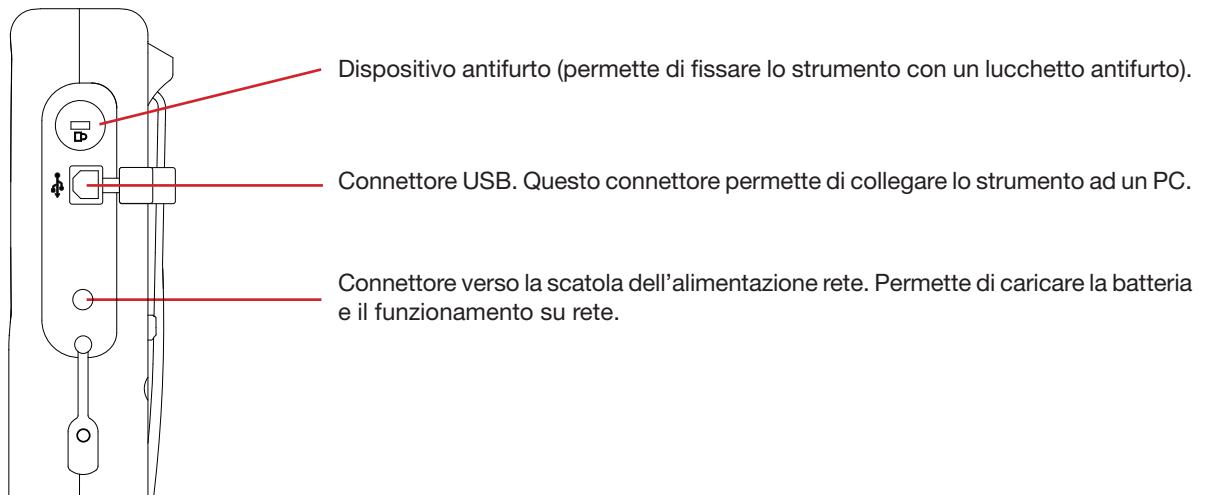 Dispositivo antifurto (permette di fissare lo strumento con un lucchetto antifurto).
Connettore USB. Questo connettore permette di collegare lo strumento ad un PC.
Connettore verso la scatola dell’alimentazione rete. Permette di caricare la batteria
e il funzionamento su rete.